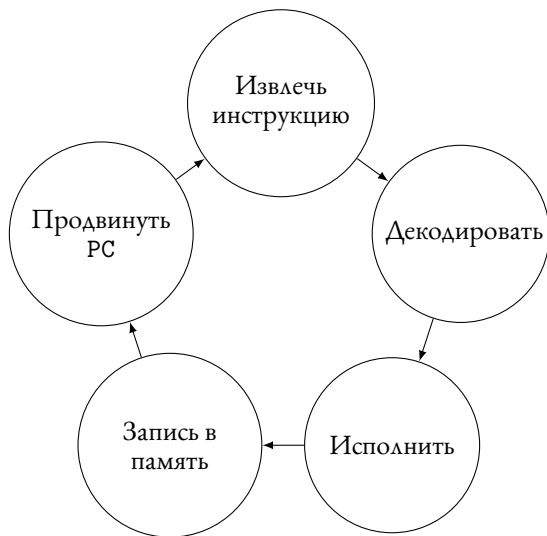 Извлечь
инструкцию
Декодировать
Исполнить
Запись в
память
Продвинуть
PC